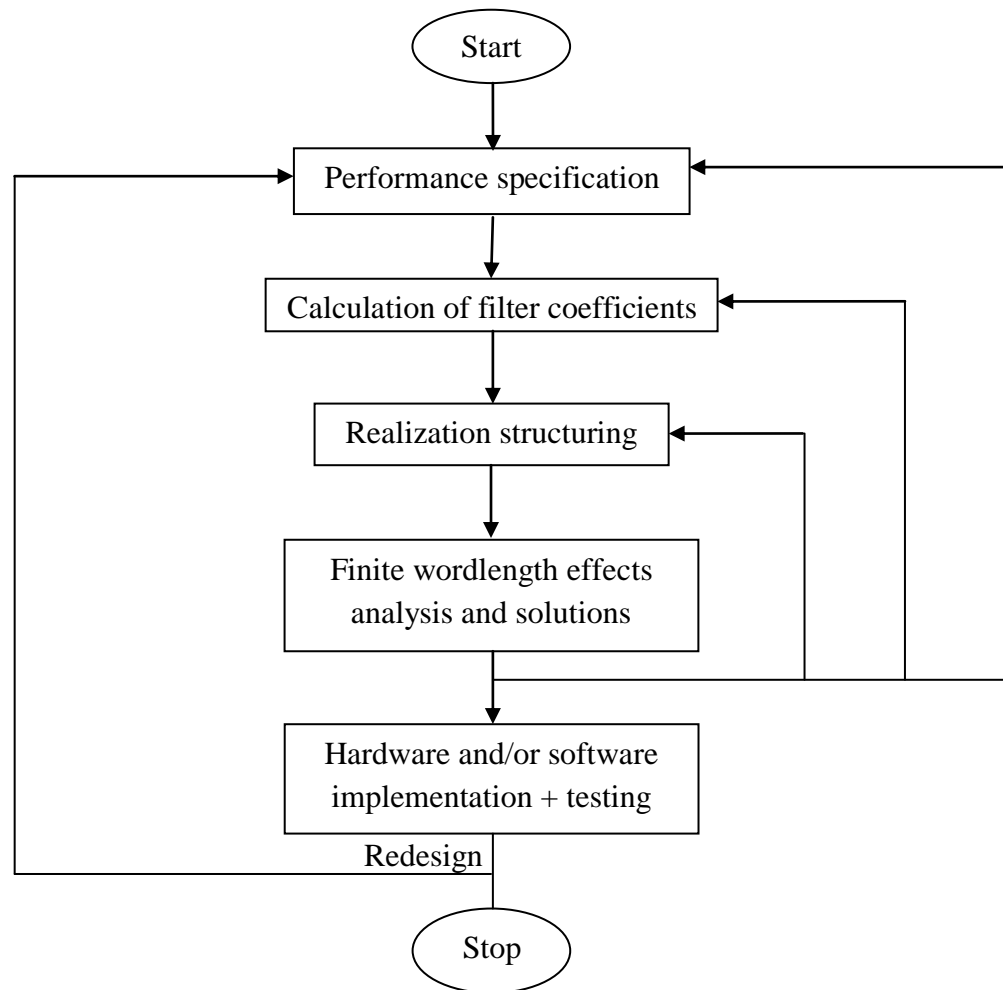 Start
Performance specification
Calculation of filter coefficients
Realization structuring
Finite wordlength effects
analysis and solutions
Hardware and/or software
implementation + testing
Redesign
Stop